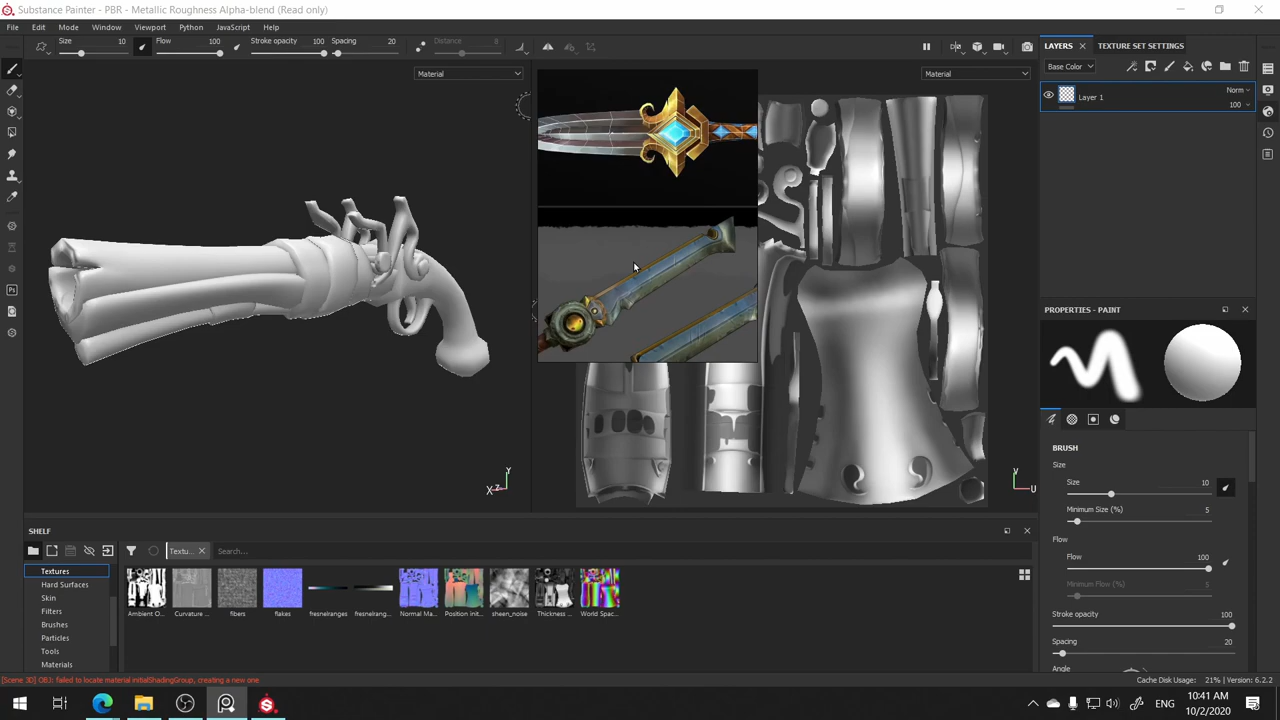 Substance Painter - PBR - Metallic Roughness Alpha-blend (Read only)
File Edit Mode Window Viewport Python JavaScript Help
Size 10 Flow 100 Stroke opacity 100 Spacing 20 Distance 8
Material
Material
Y
X Z
V
U
LAYERS TEXTURE SET SETTINGS
Base Color
Layer 1
Norm
100
PROPERTIES - PAINT
BRUSH
Size
Size 10
Minimum Size (%) 5
Flow
Flow 100
Minimum Flow (%) 5
Stroke opacity 100
Spacing 20
Angle
SHELF
Textu... Search...
Textures
Hard Surfaces
Skin
Filters
Brushes
Particles
Tools
Materials
Ambient O... Curvature ... fibers flakes fresnelranges fresnelrang... Normal Ma... Position init... sheen_noise Thickness ... World Spac...
[Scene 3D] OBJ: failed to locate material initialShadingGroup, creating a new one.
Cache Disk Usage: 21% | Version: 6.2.2
ENG
10:41 AM
10/2/2020